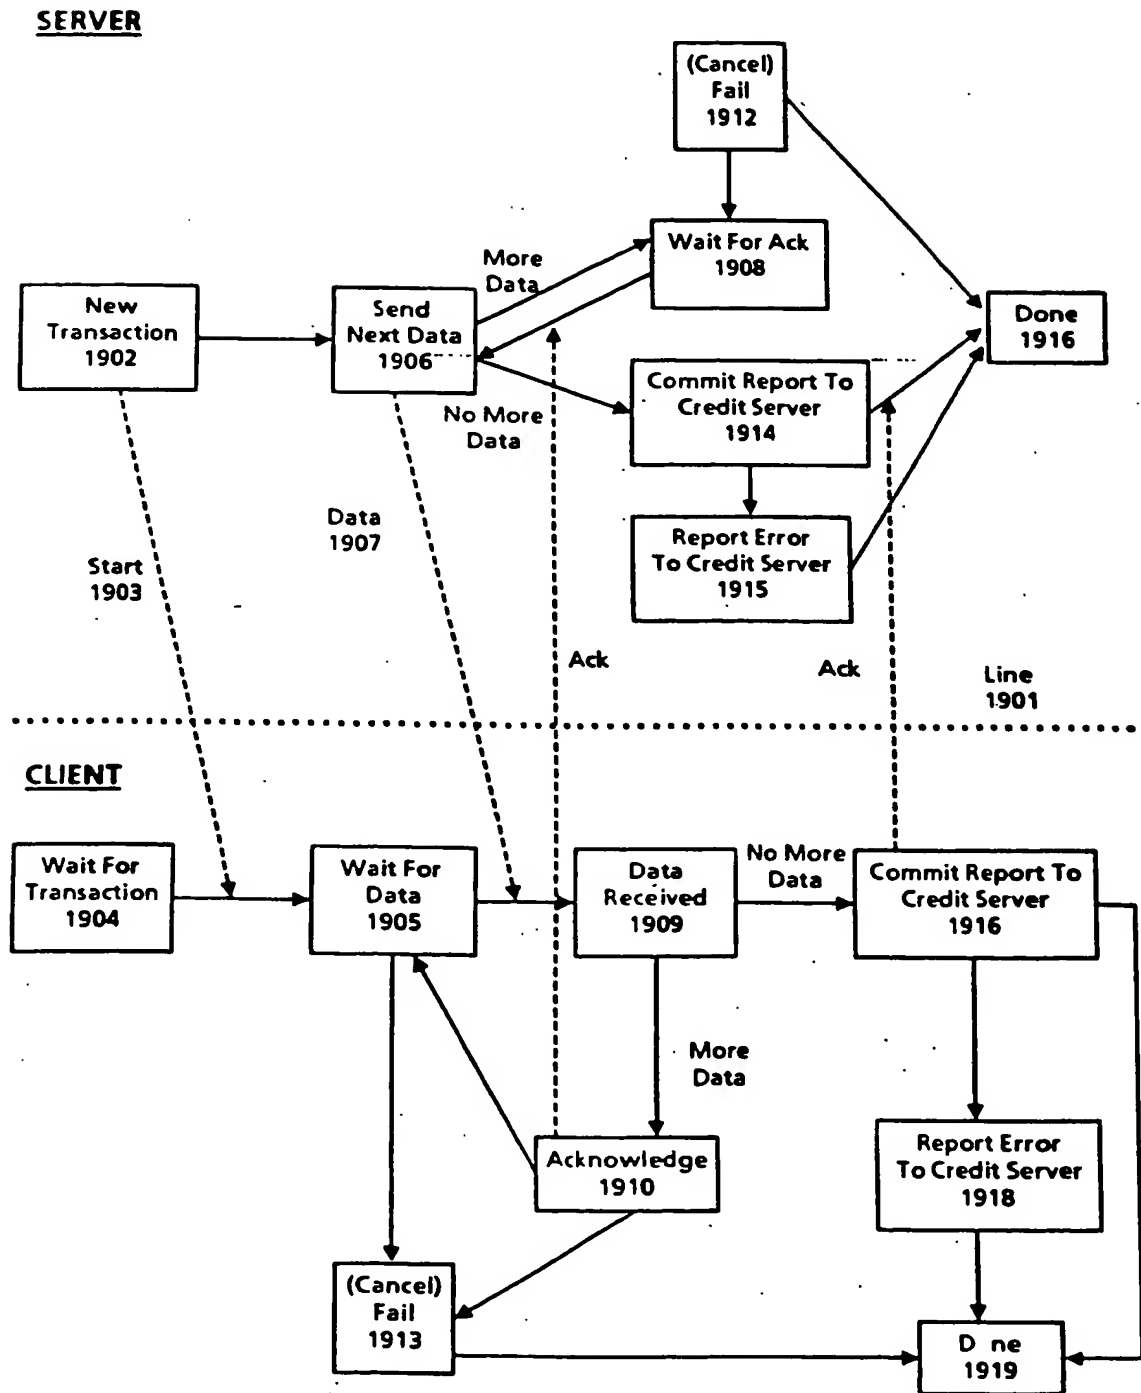 SERVER
(Cancel)
Fail
1912
Wait For Ack
1908
More
Data
New
Transaction
1902
Send
Next Data
1906
Done
1916
Commit Report To
Credit Server
1914
No More
Data
Data
1907
Report Error
To Credit Server
1915
Start
1903
Ack
Ack
Line
1901
CLIENT
Wait For
Transaction
1904
Wait For
Data
1905
Data
Received
1909
No More
Data
Commit Report To
Credit Server
1916
More
Data
Acknowledge
1910
Report Error
To Credit Server
1918
(Cancel)
Fail
1913
D ne
1919